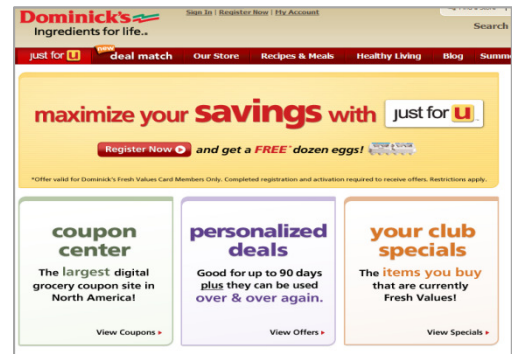 Dominick's
Ingredients for life..
Sign In | Register Now | My Account
Search
just for U
new
deal match
Our Store
Recipes & Meals
Healthy Living
Blog
Summe
maximize your savings with just for u
Register Now and get a FREE* dozen eggs!
*Offer valid for Dominick's Fresh Values Card Members Only. Completed registration and activation required to receive offers. Restrictions apply.
coupon
center
The largest digital
grocery coupon site in
North America!
View Coupons
personalized
deals
Good for up to 90 days
plus they can be used
over & over again.
View Offers
your club
specials
The items you buy
that are currently
Fresh Values!
View Specials